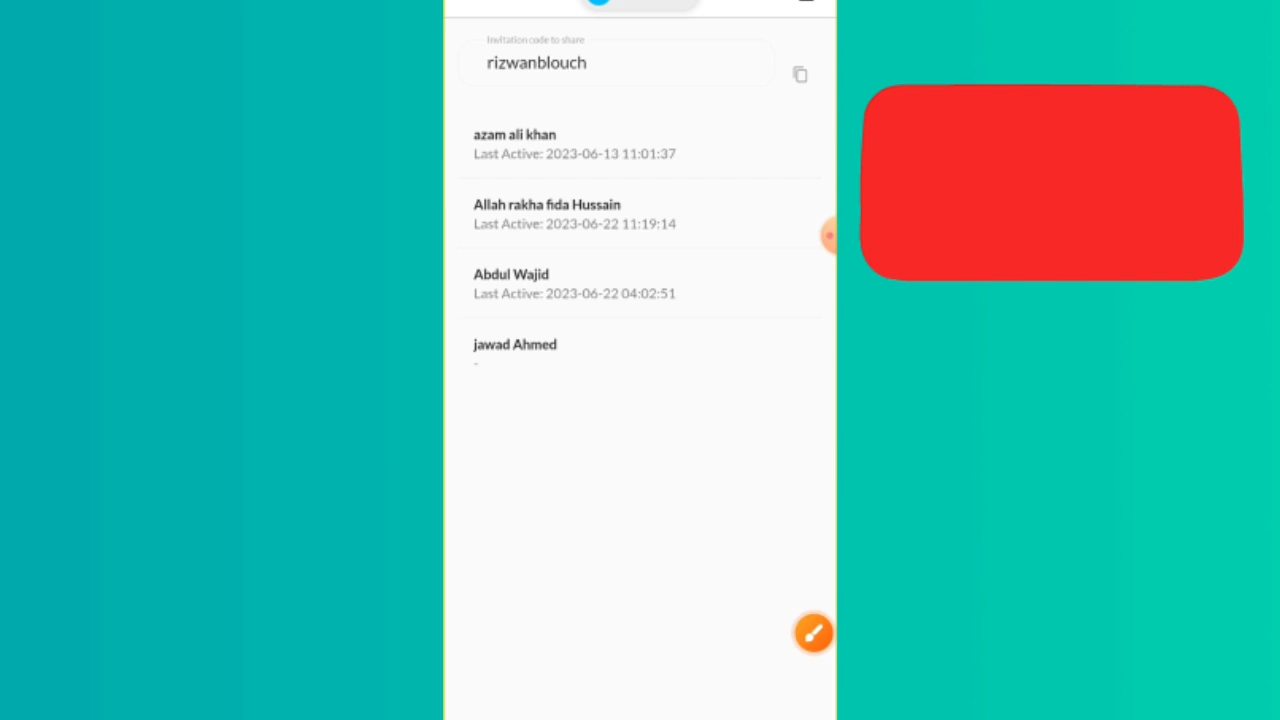 Invitation code to share
rizwanblouch
azam ali khan
Last Active: 2023-06-13 11:01:37
Allah rakha fida Hussain
Last Active: 2023-06-22 11:19:14
Abdul Wajid
Last Active: 2023-06-22 04:02:51
jawad Ahmed
-